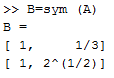 >> B=sym (A)
B =
[ 1,     1/3]
[ 1, 2^(1/2)]